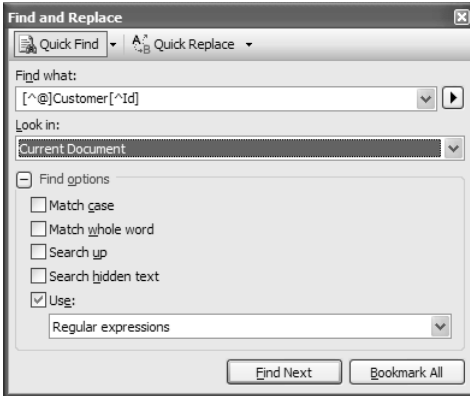 Find and Replace
Quick Find Quick Replace
Find what:
[^@]Customer[^Id]
Look in:
Current Document
Find options
Match case
Match whole word
Search up
Search hidden text
Use:
Regular expressions
Find Next Bookmark All